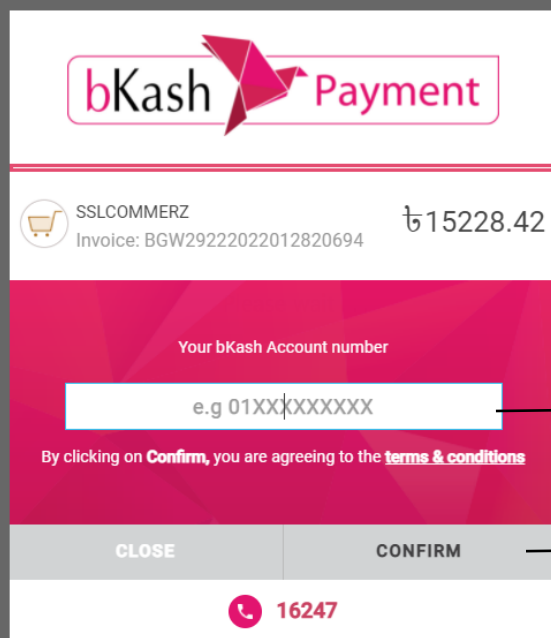 bKash Payment
SSLCOMMERZ
Invoice: BGW29222022012820694
৳15228.42
Your bKash Account number
e.g 01XXXXXXXXX
By clicking on Confirm, you are agreeing to the terms & conditions
CLOSE
CONFIRM
16247